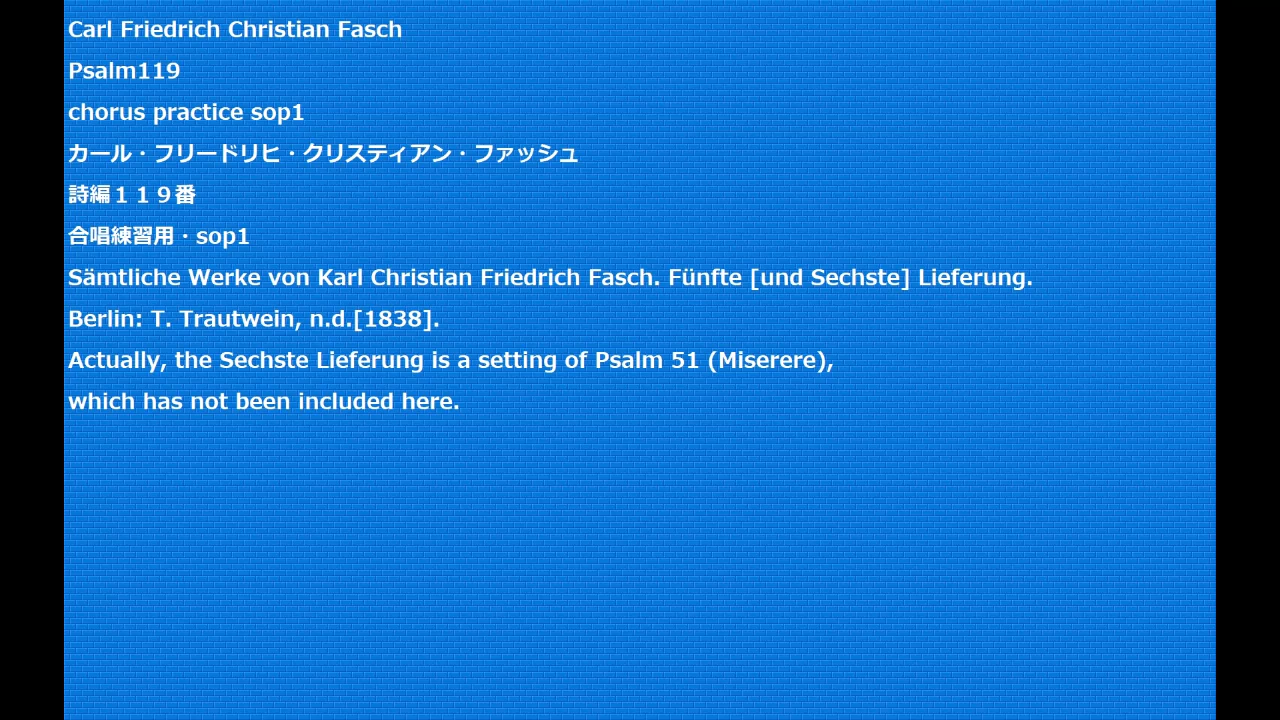 Carl Friedrich Christian Fasch
Psalm119
chorus practice sop1
カール・フリードリヒ・クリスティアン・ファッシュ
詩編１１９番
合唱練習用・sop1
Sämtliche Werke von Karl Christian Friedrich Fasch. Fünfte [und Sechste] Lieferung.
Berlin: T. Trautwein, n.d.[1838].
Actually, the Sechste Lieferung is a setting of Psalm 51 (Miserere),
which has not been included here.